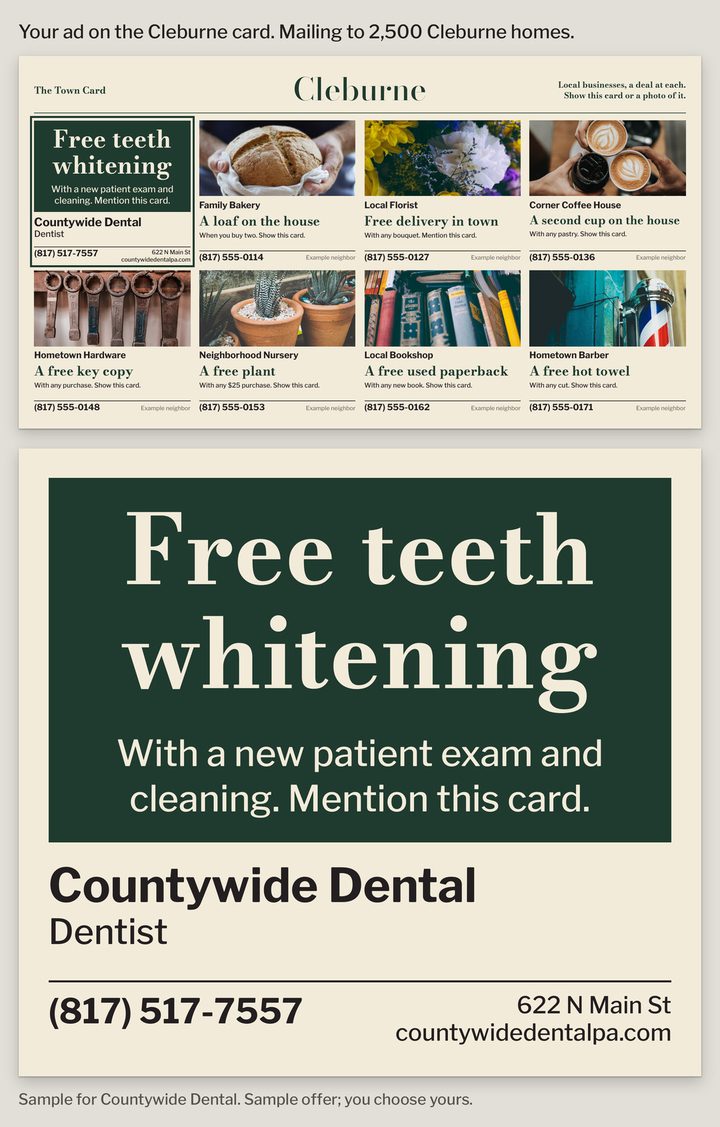 Your ad on the Cleburne card. Mailing to 2,500 Cleburne homes.
The Town Card
Cleburne
Local businesses, a deal at each.
Show this card or a photo of it.
Free teeth
whitening
With a new patient exam and
cleaning. Mention this card.
Countywide Dental
Dentist
(817) 517-7557
622 N Main St
countywidedentalpa.com
Family Bakery
A loaf on the house
When you buy two. Show this card.
(817) 555-0114
Example neighbor
Local Florist
Free delivery in town
With any bouquet. Mention this card.
(817) 555-0127
Example neighbor
Corner Coffee House
A second cup on the house
With any pastry. Show this card.
(817) 555-0136
Example neighbor
Hometown Hardware
A free key copy
With any purchase. Show this card.
(817) 555-0148
Example neighbor
Neighborhood Nursery
A free plant
With any $25 purchase. Show this card.
(817) 555-0153
Example neighbor
Local Bookshop
A free used paperback
With any new book. Show this card.
(817) 555-0162
Example neighbor
Hometown Barber
A free hot towel
With any cut. Show this card.
(817) 555-0171
Example neighbor
Free teeth
whitening
With a new patient exam and
cleaning. Mention this card.
Countywide Dental
Dentist
(817) 517-7557
622 N Main St
countywidedentalpa.com
Sample for Countywide Dental. Sample offer; you choose yours.